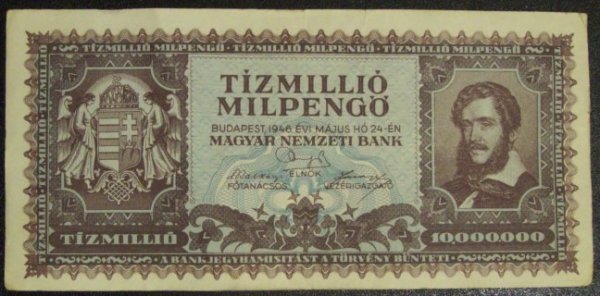 TÍZMILLIÓ MILPENGŐ TÍZMILLIÓ MILPENGŐ TÍZMILLIÓ MILPENGŐ
TÍZMILLIÓ
MILPENGŐ
BUDAPEST, 1946. ÉVI MÁJUS HÓ 24-ÉN
MAGYAR NEMZETI BANK
ELNÖK
FŐTANÁCSOS VEZÉRIGAZGATÓ
TÍZMILLIÓ 10,000.000
A BANKJEGYHAMISÍTÁST A TÖRVÉNY BÜNTETI